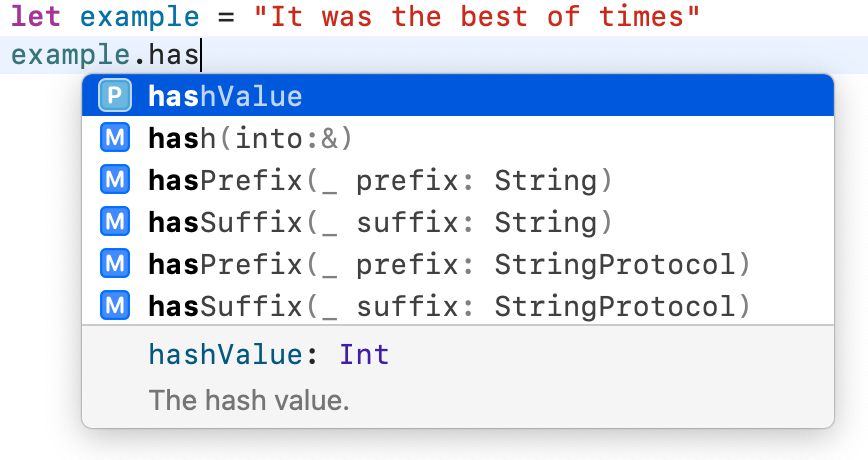 let example = "It was the best of times"
example.has
P hashValue
M hash(into:&)
M hasPrefix(_ prefix: String)
M hasSuffix(_ suffix: String)
M hasPrefix(_ prefix: StringProtocol)
M hasSuffix(_ suffix: StringProtocol)
hashValue: Int
The hash value.